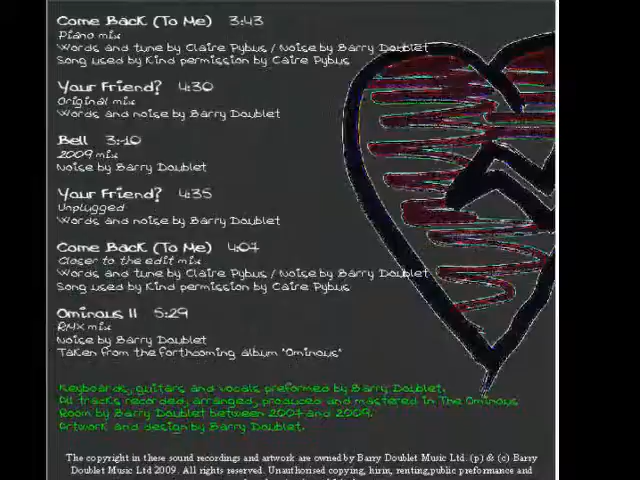 Come Back (To Me) 3:43
Piano mix
Words and tune by Claire Pybus / Noise by Barry Doublet
Song used by Kind permission by Caire Pybus
Your Friend? 4:30
Original mix
Words and noise by Barry Doublet
Bell 3:40
2009 mix
Noise by Barry Doublet
Your Friend? 4:35
Unplugged
Words and noise by Barry Doublet
Come Back (To Me) 4:07
Closer to the edit mix
Words and tune by Claire Pybus / Noise by Barry Doublet
Song used by Kind permission by Caire Pybus
Ominous II 5:29
RMX mix
Noise by Barry Doublet
Taken from the forthcoming album "Ominous"
Keyboards, guitars and vocals preformed by Barry Doublet.
All tracks recorded, arranged, produced and mastered in The Ominous
Room by Barry Doublet between 2007 and 2009.
Artwork and design by Barry Doublet.
The copyright in these sound recordings and artwork are owned by Barry Doublet Music Ltd. (p) & (c) Barry
Doublet Music Ltd 2009. All rights reserved. Unauthorised copying, hirin, renting,public preformance and